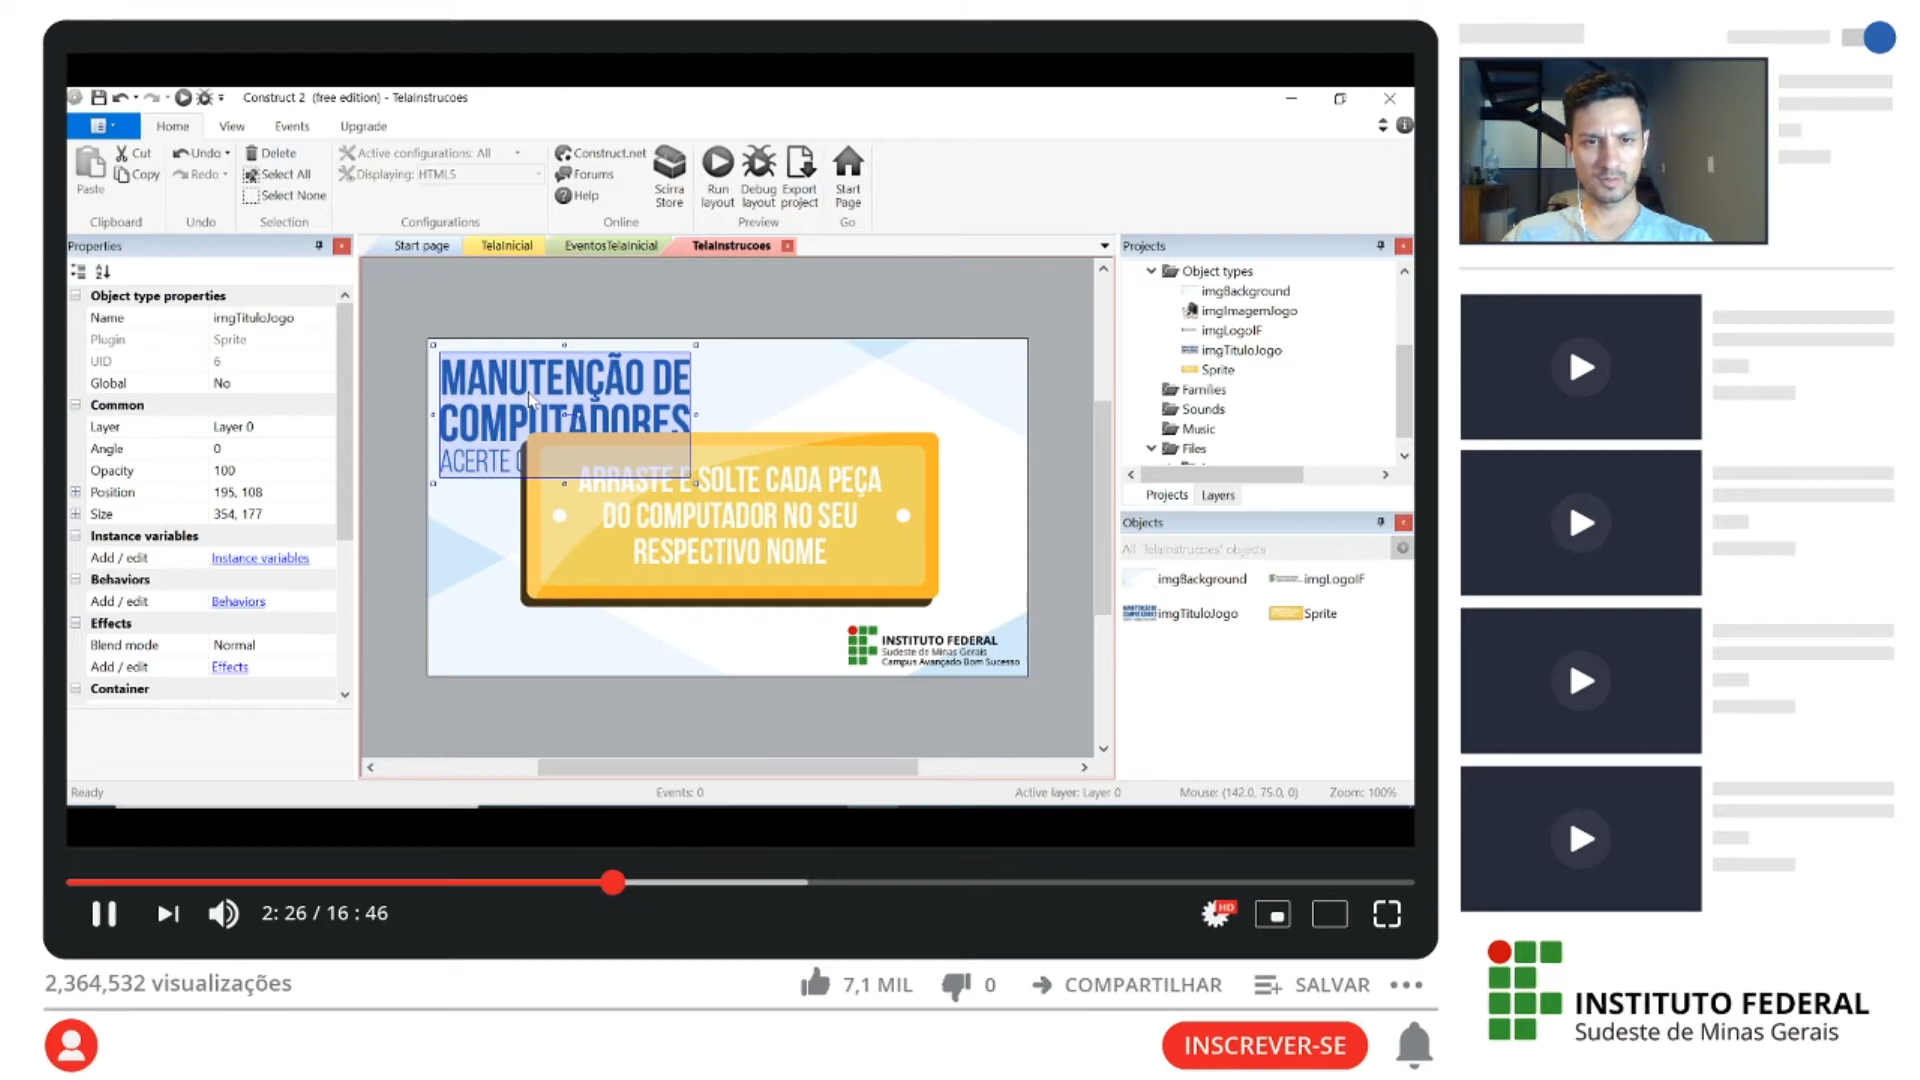 Construct 2 (free edition) - TelaInstrucoes
Home View Events Upgrade
Paste
Cut
Copy
Clipboard
Undo
Redo
Undo
Delete
Select All
Select None
Selection
Active configurations: All
Displaying: HTML5
Configurations
Construct.net
Forums
Help
Scirra Store
Online
Run layout
Debug layout
Export project
Preview
Start Page
Go
Properties
Start page TelaInicial EventosTelaInicial TelaInstrucoes
Object type properties
Name imgTituloJogo
Plugin Sprite
UID 6
Global No
Common
Layer Layer 0
Angle 0
Opacity 100
Position 195, 108
Size 354, 177
Instance variables
Add / edit Instance variables
Behaviors
Add / edit Behaviors
Effects
Blend mode Normal
Add / edit Effects
Container
MANUTENÇÃO DE
COMPUTADORES
ACERTE
ARRASTE E SOLTE CADA PEÇA
DO COMPUTADOR NO SEU
RESPECTIVO NOME
INSTITUTO FEDERAL
Sudeste de Minas Gerais
Campus Avançado Bom Sucesso
Projects
Object types
imgBackground
imgImagemJogo
imgLogoIF
imgTituloJogo
Sprite
Families
Sounds
Music
Files
Projects Layers
Objects
All 'TelaInstrucoes' objects
imgBackground imgLogoIF
imgTituloJogo Sprite
Ready Events: 0 Active layer: Layer 0 Mouse: (142.0, 75.0, 0) Zoom: 100%
2: 26 / 16 : 46
HD
2,364,532 visualizações
7,1 MIL 0 COMPARTILHAR SALVAR
INSCREVER-SE
INSTITUTO FEDERAL
Sudeste de Minas Gerais